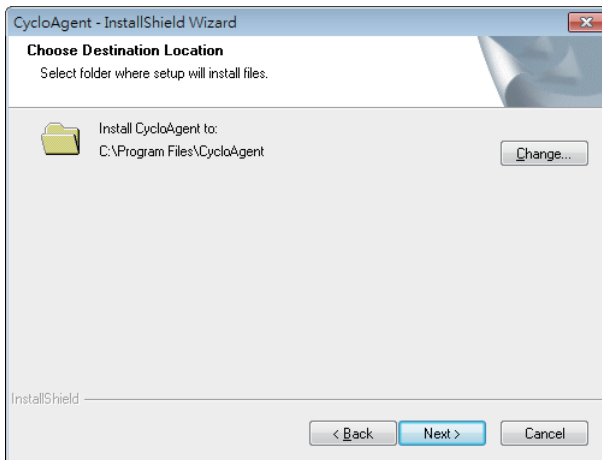 CycloAgent - InstallShield Wizard
Choose Destination Location
Select folder where setup will install files.
Install CycloAgent to:
C:\Program Files\CycloAgent
Change...
InstallShield
< Back
Next >
Cancel